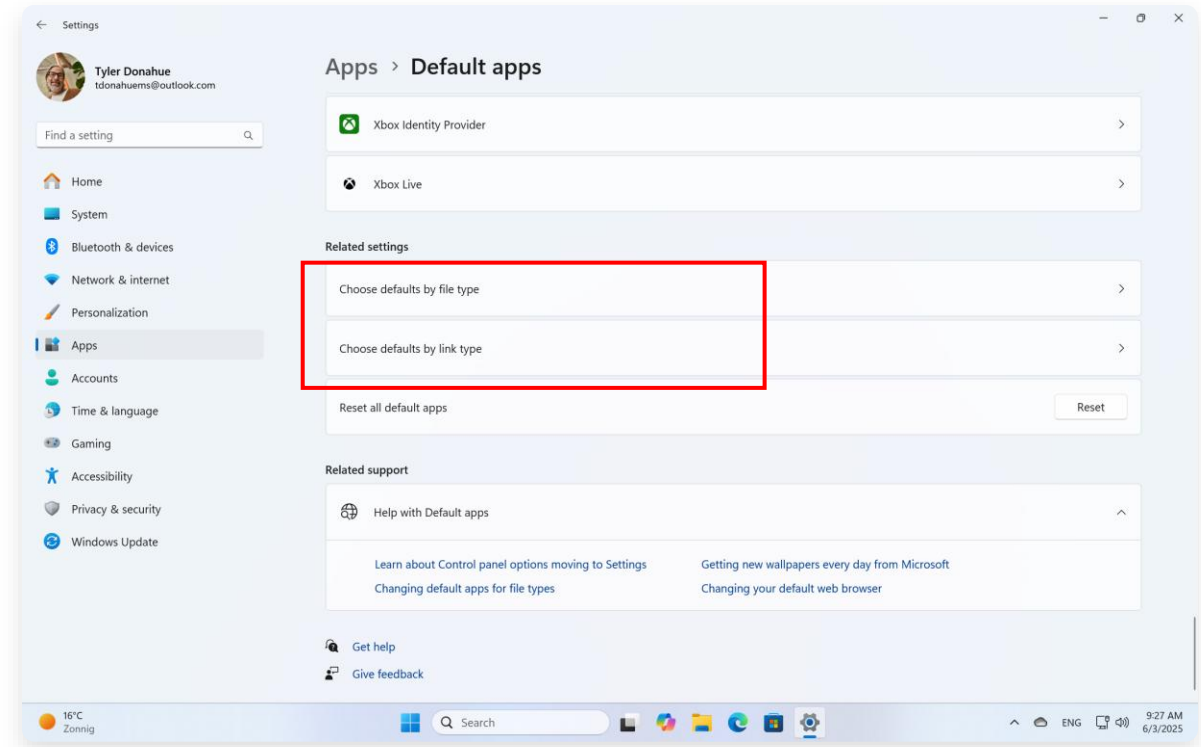 Settings
Tyler Donahue
tdonahuems@outlook.com
Find a setting
Home
System
Bluetooth & devices
Network & internet
Personalization
Apps
Accounts
Time & language
Gaming
Accessibility
Privacy & security
Windows Update
Apps > Default apps
Xbox Identity Provider
Xbox Live
Related settings
Choose defaults by file type
Choose defaults by link type
Reset all default apps
Reset
Related support
Help with Default apps
Learn about Control panel options moving to Settings
Getting new wallpapers every day from Microsoft
Changing default apps for file types
Changing your default web browser
Get help
Give feedback
16°C
Zonnig
Search
ENG
9:27 AM
6/3/2025